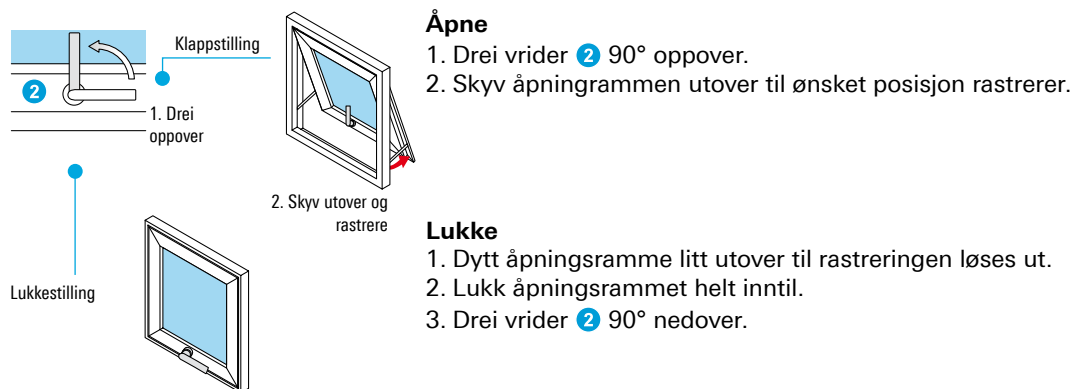 Klappstilling
2
1. Drei
oppover
2. Skyv utover og
rastrere
Lukkestilling
Åpne
1. Drei vrider 2 90° oppover.
2. Skyv åpningrammen utover til ønsket posisjon rastrerer.
Lukke
1. Dytt åpningsramme litt utover til rastreringen løses ut.
2. Lukk åpningsrammet helt inntil.
3. Drei vrider 2 90° nedover.